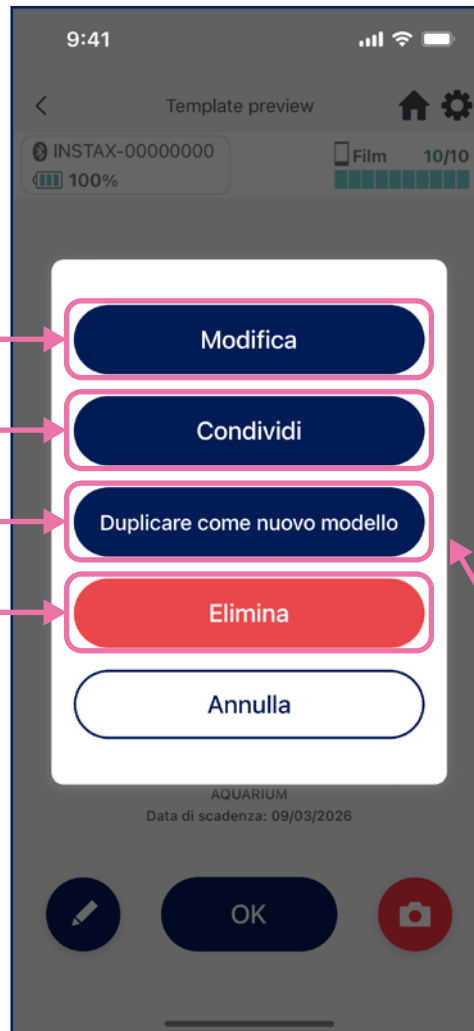 9:41
Template preview
INSTAX-00000000
Film 10/10
100%
Modifica
Condividi
Duplicare come nuovo modello
Elimina
Annulla
AQUARIUM
Data di scadenza: 09/03/2026
OK